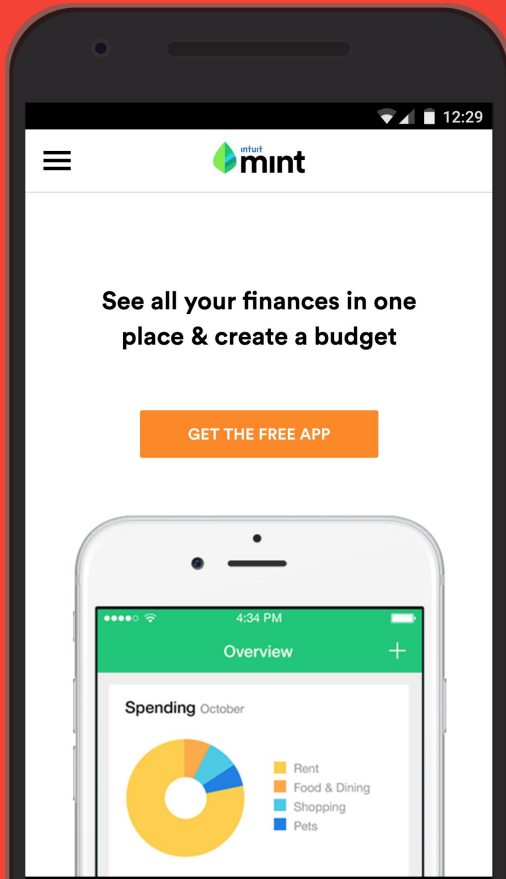 12:29
intuit
mint
See all your finances in one
place & create a budget
GET THE FREE APP
4:34 PM
Overview
Spending October
Rent
Food & Dining
Shopping
Pets